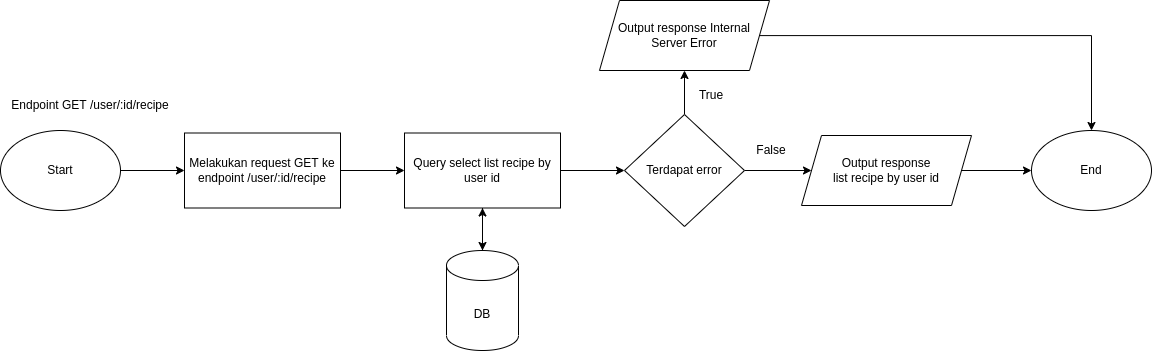 Output response Internal
Server Error
Endpoint GET /user/:id/recipe
True
Start
Melakukan request GET ke
endpoint /user/:id/recipe
Query select list recipe by
user id
Terdapat error
False
Output response
list recipe by user id
End
DB